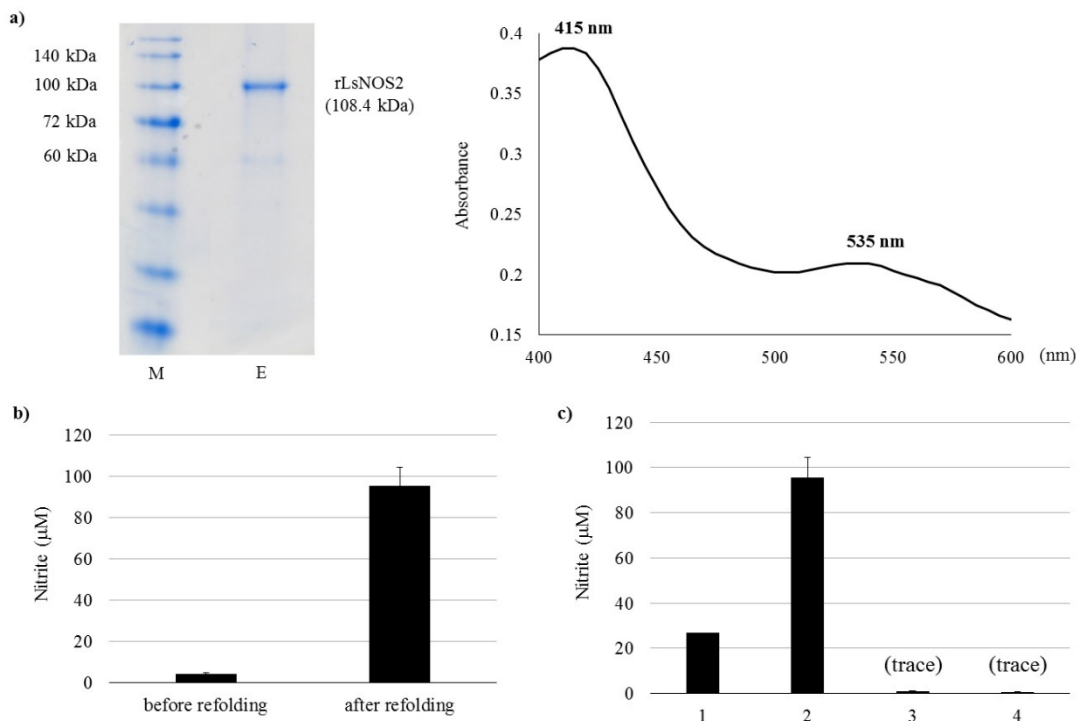 a)
140 kDa
100 kDa
72 kDa
60 kDa
rLsNOS2
(108.4 kDa)
M
E
Absorbance
0.4
0.35
0.3
0.25
0.2
0.15
415 nm
535 nm
400
450
500
550
600
(nm)
b)
Nitrite (µM)
120
100
80
60
40
20
0
before refolding
after refolding
c)
Nitrite (µM)
120
100
80
60
40
20
0
(trace)
(trace)
1
2
3
4